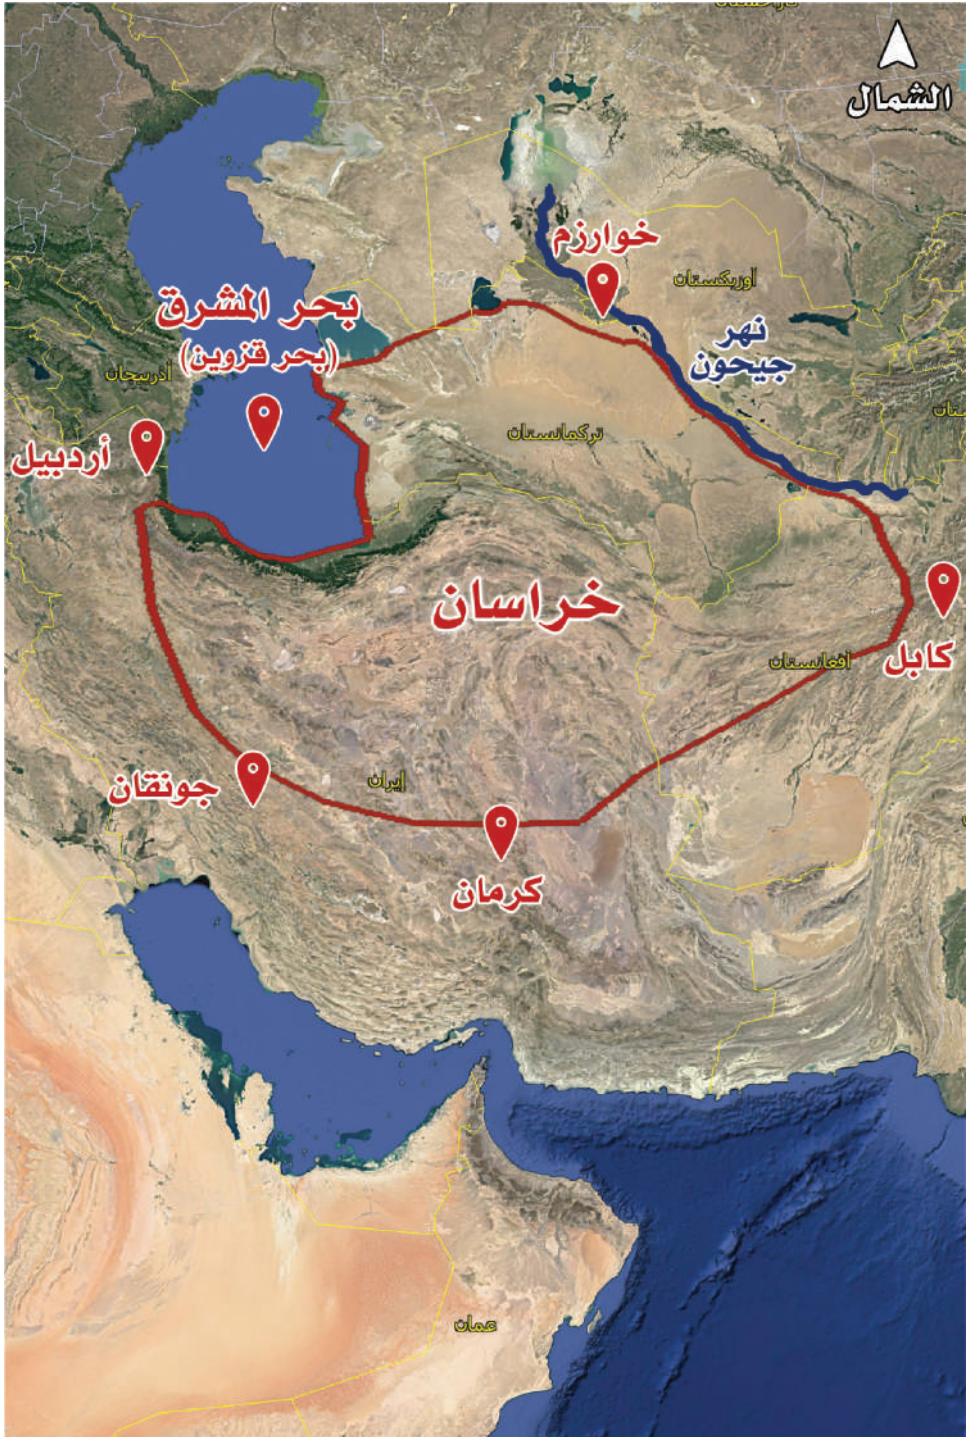 الشمال
خوارزم
أوزبكستان
بحر المشرق
(بحر قزوين)
نهر
جيحون
أذربيجان
تركمانستان
أردبيل
خراسان
كابل
أفغانستان
إيران
جونقان
كرمان
عمان